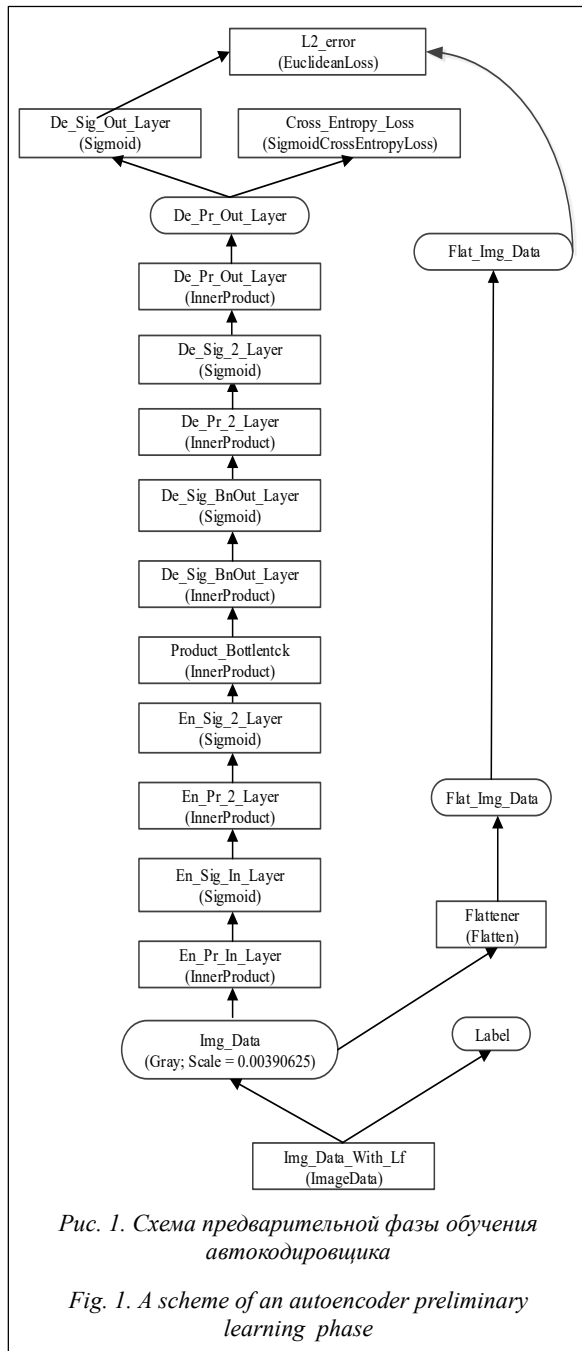 L2_error
(EuclideanLoss)
De_Sig_Out_Layer
(Sigmoid)
Cross_Entropy_Loss
(SigmoidCrossEntropyLoss)
De_Pr_Out_Layer
Flat_Img_Data
De_Pr_Out_Layer
(InnerProduct)
De_Sig_2_Layer
(Sigmoid)
De_Pr_2_Layer
(InnerProduct)
De_Sig_BnOut_Layer
(Sigmoid)
De_Sig_BnOut_Layer
(InnerProduct)
Product_Bottlentck
(InnerProduct)
En_Sig_2_Layer
(Sigmoid)
En_Pr_2_Layer
(InnerProduct)
Flat_Img_Data
En_Sig_In_Layer
(Sigmoid)
Flattener
(Flatten)
En_Pr_In_Layer
(InnerProduct)
Img_Data
(Gray; Scale = 0.00390625)
Label
Img_Data_With_Lf
(ImageData)
Рис. 1. Схема предварительной фазы обучения
автокодировщика
Fig. 1. A scheme of an autoencoder preliminary
learning phase